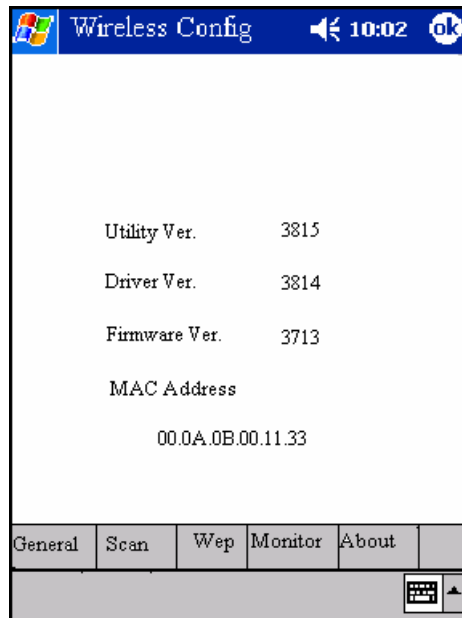 Wireless Config 10:02 ok
Utility Ver. 3815
Driver Ver. 3814
Firmware Ver. 3713
MAC Address
00.0A.0B.00.11.33
General Scan Wep Monitor About